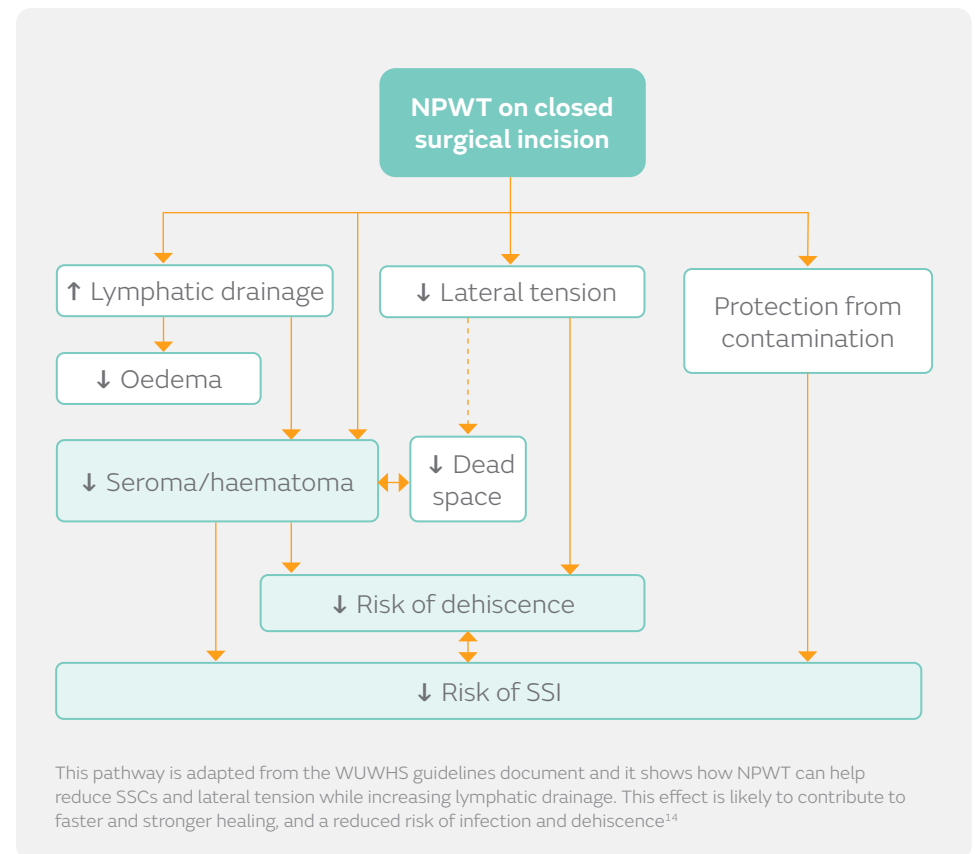 NPWT on closed
surgical incision
↑ Lymphatic drainage
↓ Lateral tension
Protection from
contamination
↓ Oedema
↓ Seroma/haematoma
↓ Dead
space
↓ Risk of dehiscence
↓ Risk of SSI
This pathway is adapted from the WUWHS guidelines document and it shows how NPWT can help
reduce SSCs and lateral tension while increasing lymphatic drainage. This effect is likely to contribute to
faster and stronger healing, and a reduced risk of infection and dehiscence¹⁴